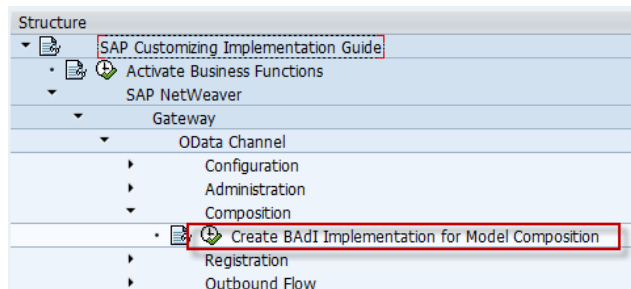 Structure
SAP Customizing Implementation Guide
Activate Business Functions
SAP NetWeaver
Gateway
OData Channel
Configuration
Administration
Composition
Create BAdI Implementation for Model Composition
Registration
Outbound Flow